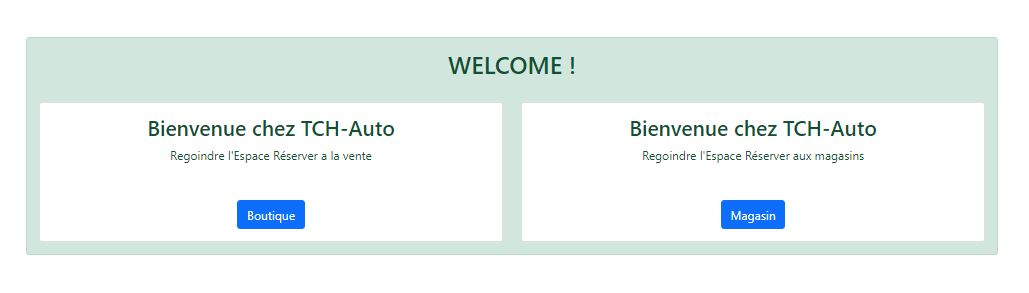 WELCOME !
Bienvenue chez TCH-Auto
Regoindre l'Espace Réserver a la vente
Boutique
Bienvenue chez TCH-Auto
Regoindre l'Espace Réserver aux magasins
Magasin